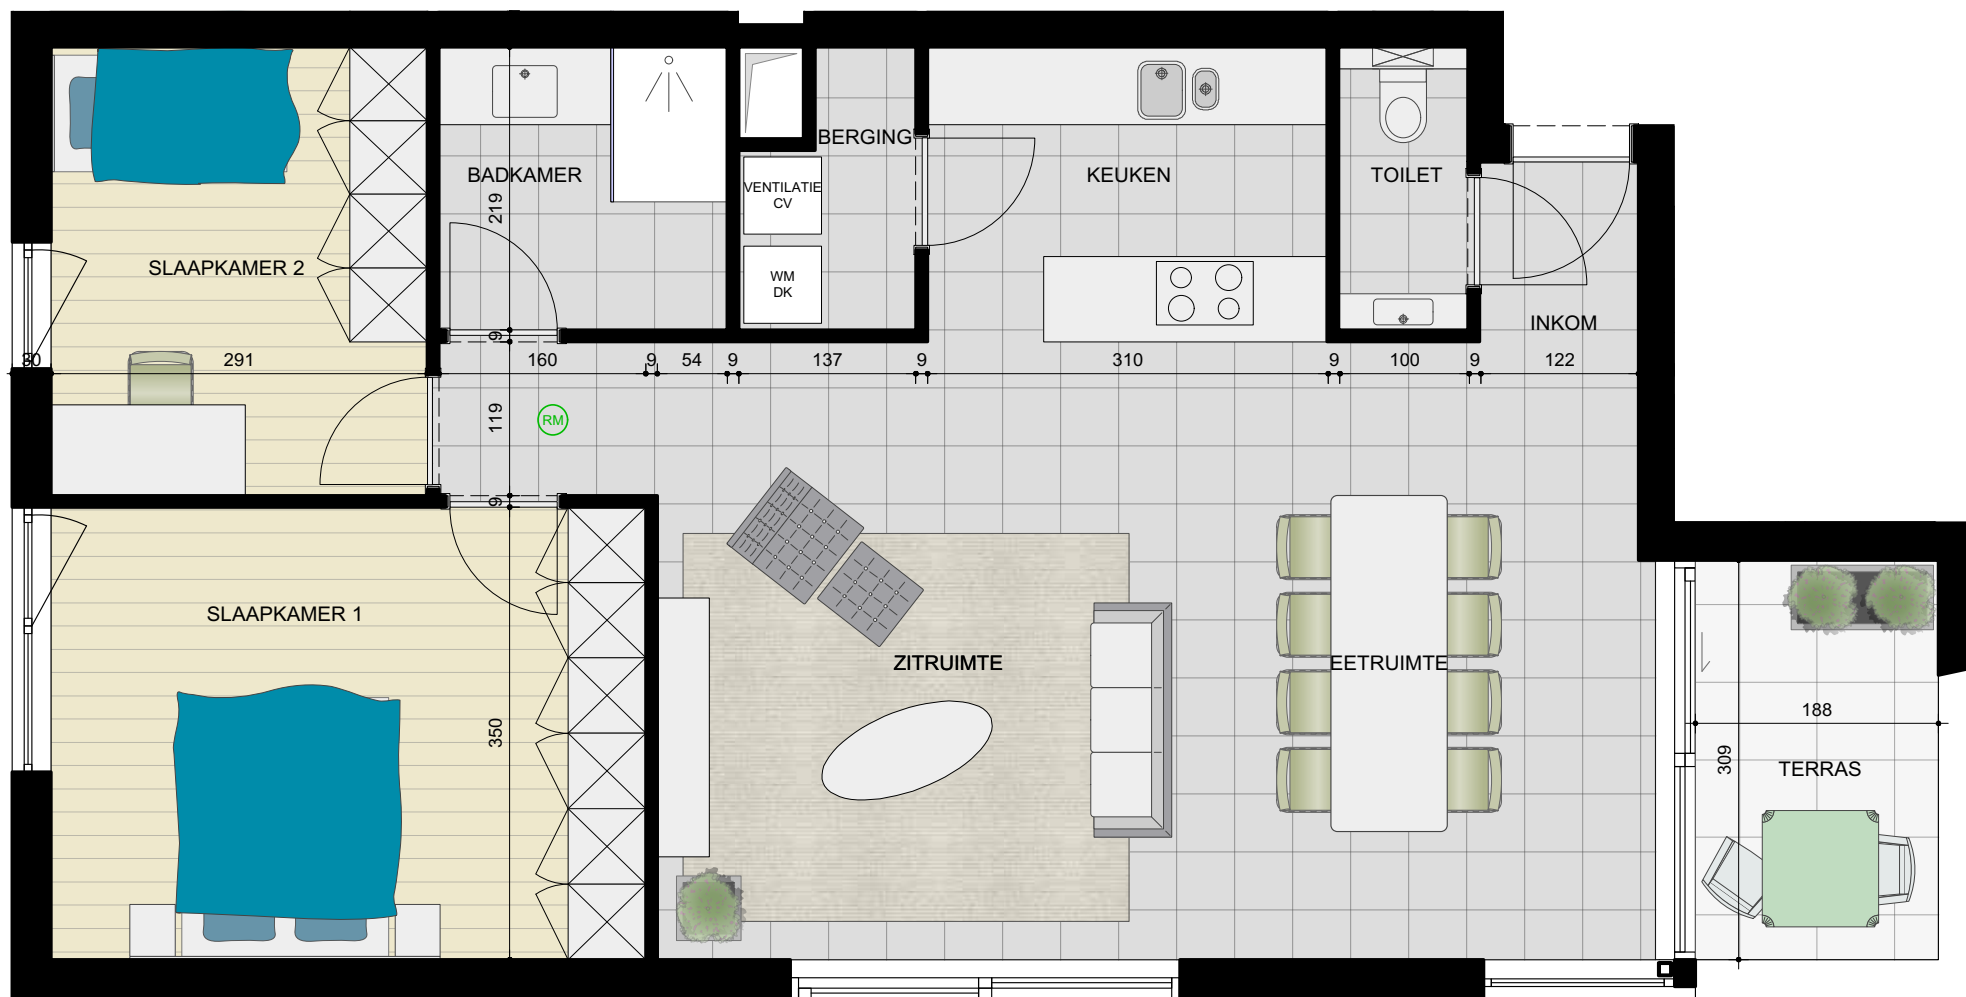 BERGING
BADKAMER
KEUKEN
TOILET
VENTILATIE
CV
219
SLAAPKAMER 2
WM
DK
INKOM
9
30
291
160
9
54
9
137
9
310
9
100
9
122
119
RM
9
SLAAPKAMER 1
ZITRUIMTE
EETRUIMTE
350
188
309
TERRAS